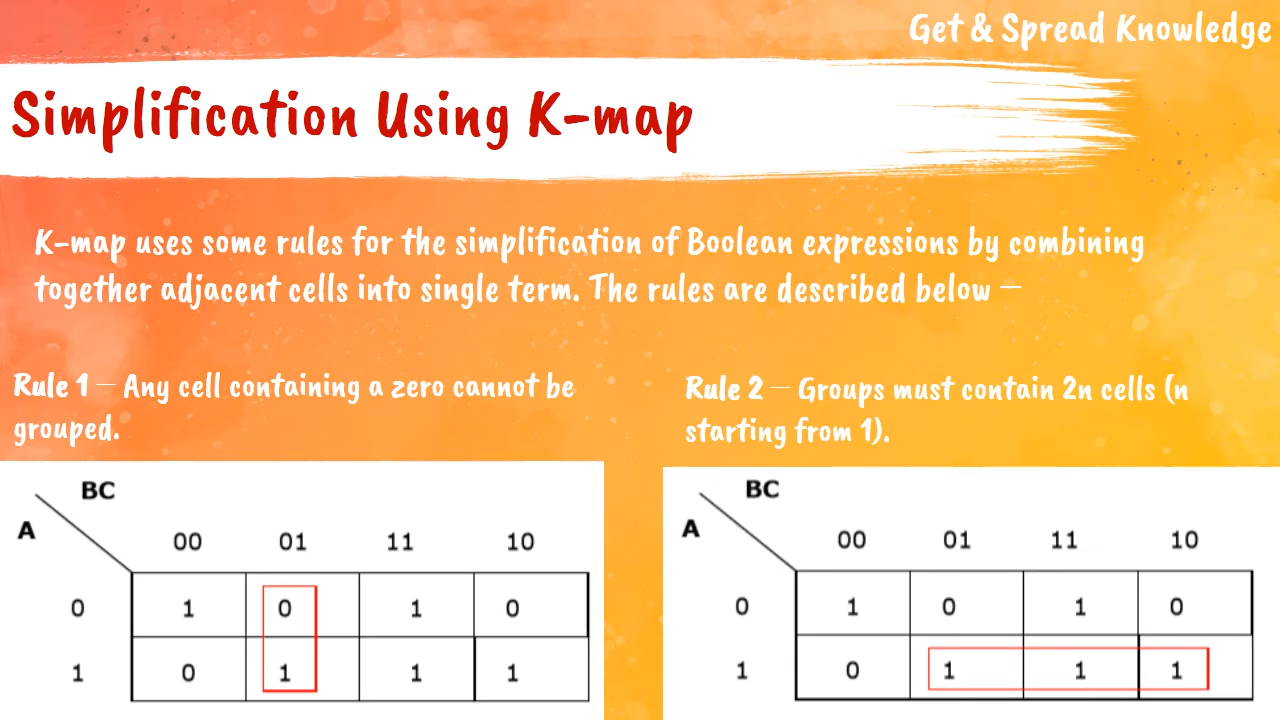 Get & Spread Knowledge
Simplification Using K-map
K-map uses some rules for the simplification of Boolean expressions by combining
together adjacent cells into single term. The rules are described below —
Rule 1 — Any cell containing a zero cannot be
grouped.
Rule 2 — Groups must contain 2n cells (n
starting from 1).
BC
A
00 01 11 10
0 1 0 1 0
1 0 1 1 1
BC
A
00 01 11 10
0 1 0 1 0
1 0 1 1 1